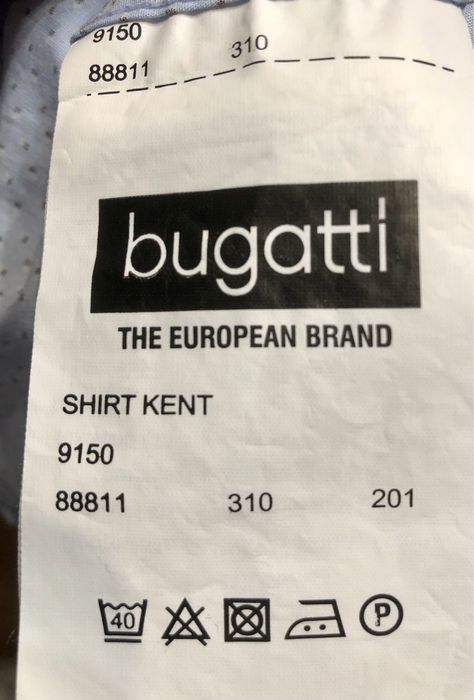 9150
88811 310
bugatti
THE EUROPEAN BRAND
SHIRT KENT
9150
88811 310 201
40 P